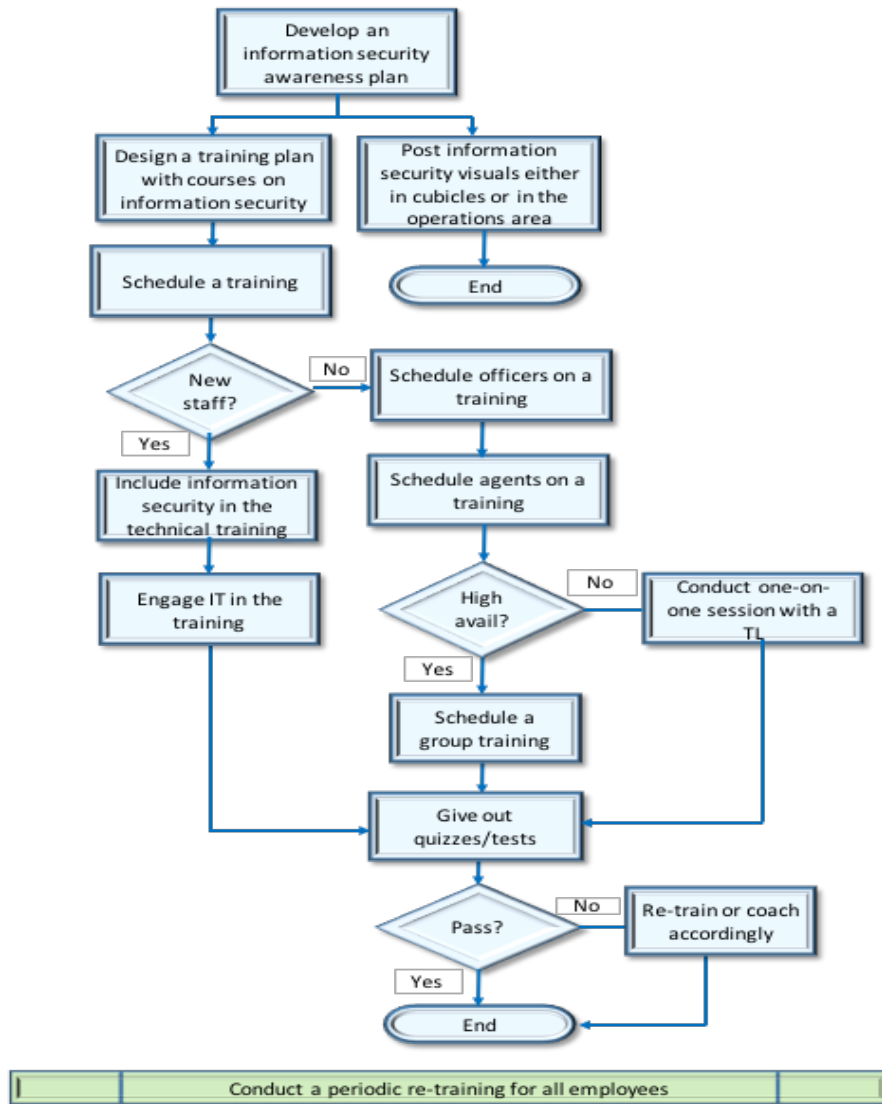 Develop an
information security
awareness plan
Design a training plan
with courses on
information security
Post information
security visuals either
in cubicles or in the
operations area
Schedule a training
End
New
staff?
No
Schedule officers on a
training
Yes
Include information
security in the
technical training
Schedule agents on a
training
Engage IT in the
training
High
avail?
No
Conduct one-on-
one session with a
TL
Yes
Schedule a
group training
Give out
quizzes/tests
Pass?
No
Re-train or coach
accordingly
Yes
End
Conduct a periodic re-training for all employees